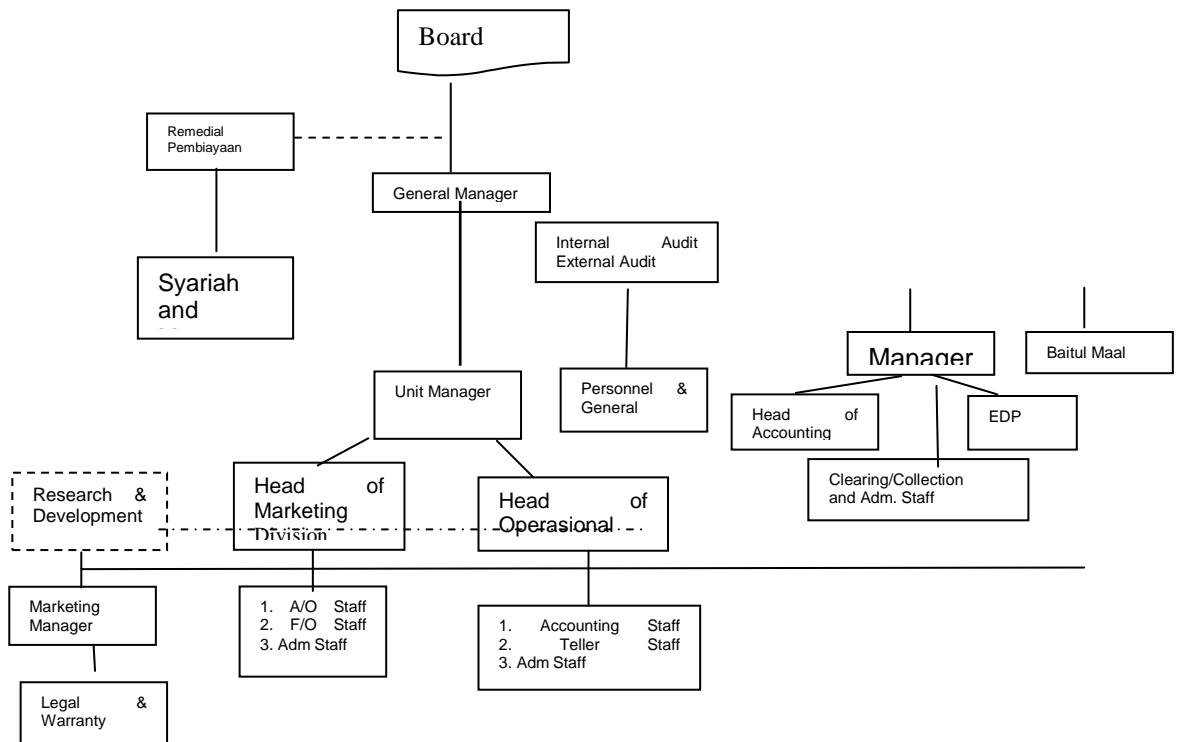 Board
Remedial
Pembiayaan
General Manager
Internal Audit
External Audit
Syariah
and
Manager
Baitul Maal
Unit Manager
Personnel &
General
Head of
Accounting
EDP
Clearing/Collection
and Adm. Staff
Research &
Development
Head of
Marketing
Division
Head of
Operasional
Marketing
Manager
1. A/O Staff
2. F/O Staff
3. Adm Staff
1. Accounting Staff
2. Teller Staff
3. Adm Staff
Legal &
Warranty